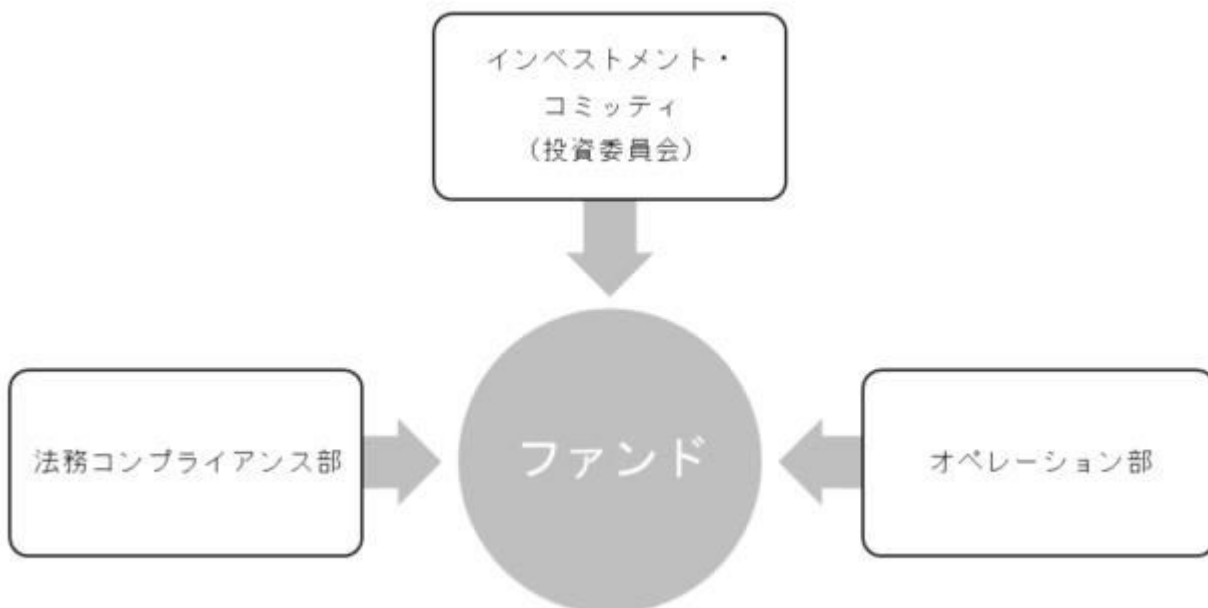 インベストメント・
コミッティ
（投資委員会）
法務コンプライアンス部
ファンド
オペレーション部